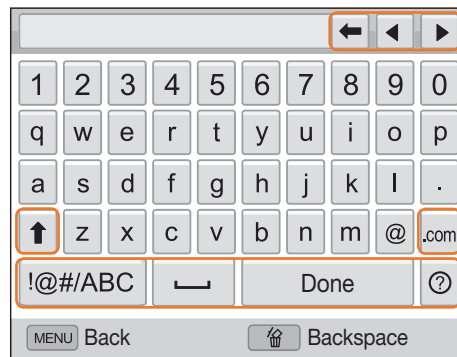 1 2 3 4 5 6 7 8 9 0
q w e r t y u i o p
a s d f g h j k l .
z x c v b n m @ .com
!@#/ABC Done ?
MENU Back Backspace